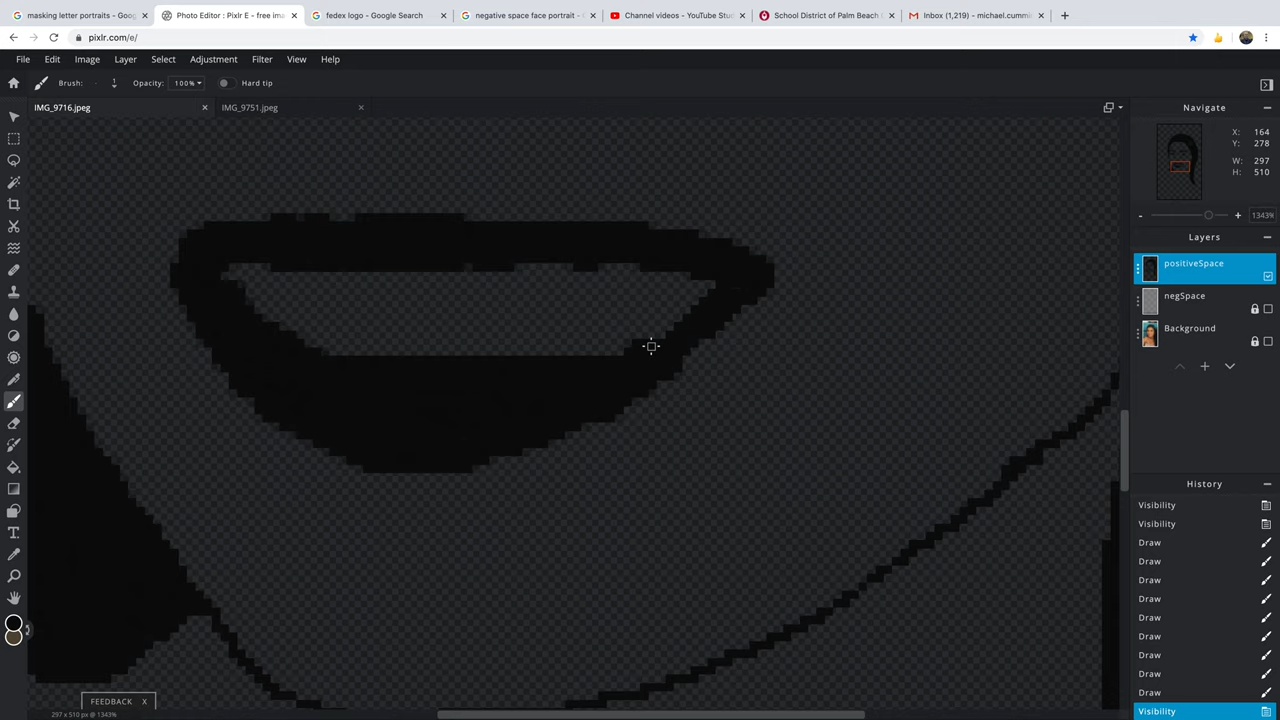 masking letter portraits - Goog
Photo Editor : Pixlr E - free ima
fedex logo - Google Search
negative space face portrait - G
Channel videos - YouTube Stud
School District of Palm Beach C
Inbox (1,219) - michael.cummi
pixlr.com/e/
File Edit Image Layer Select Adjustment Filter View Help
Brush: Opacity: 100% Hard tip
IMG_9716.jpeg
IMG_9751.jpeg
Navigate
X: 164
Y: 278
W: 297
H: 510
1343%
Layers
positiveSpace
negSpace
Background
History
Visibility
Visibility
Draw
Draw
Draw
Draw
Draw
Draw
Draw
Draw
Draw
Visibility
FEEDBACK X
297 x 510 px @ 1343%